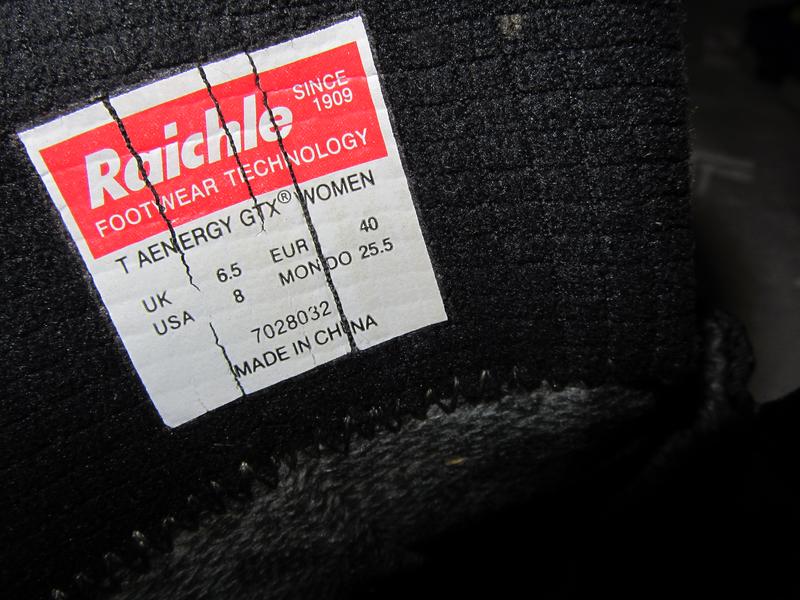 Raichle SINCE 1909
FOOTWEAR TECHNOLOGY
T AENERGY GTX® WOMEN
UK 6.5 EUR 40
USA 8 MONDO 25.5
7028032
MADE IN CHINA